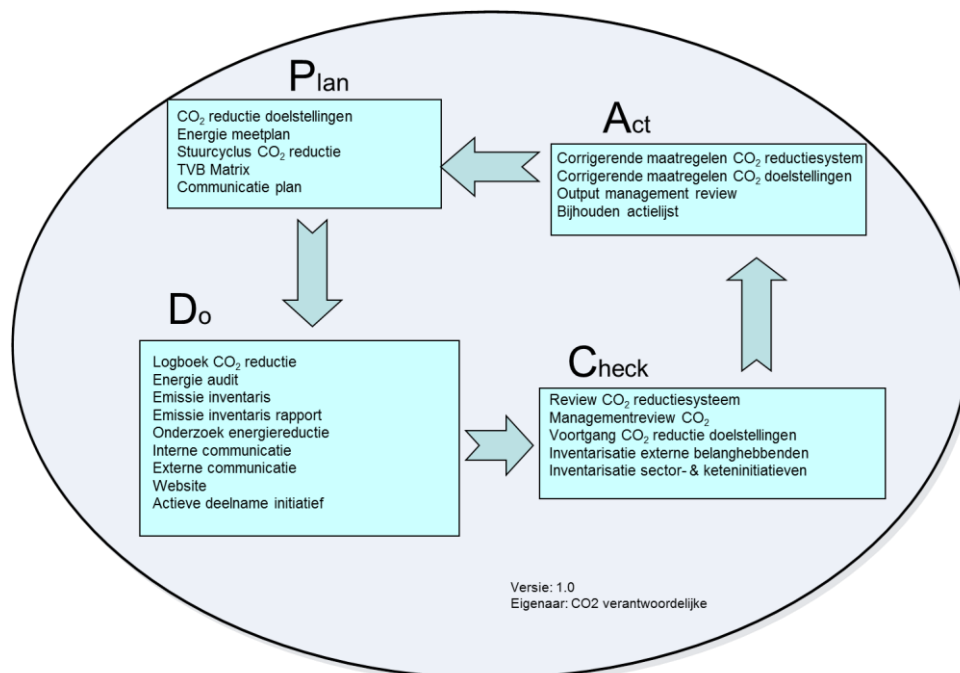 Plan
CO₂ reductie doelstellingen
Energie meetplan
Stuurcyclus CO₂ reductie
TVB Matrix
Communicatie plan
Act
Corrigerende maatregelen CO₂ reductiesystem
Corrigerende maatregelen CO₂ doelstellingen
Output management review
Bijhouden actielijst
Do
Logboek CO₂ reductie
Energie audit
Emissie inventaris
Emissie inventaris rapport
Onderzoek energiereductie
Interne communicatie
Externe communicatie
Website
Actieve deelname initiatief
Check
Review CO₂ reductiesysteem
Managementreview CO₂
Voortgang CO₂ reductie doelstellingen
Inventarisatie externe belanghebbenden
Inventarisatie sector- & keteninitiatieven
Versie: 1.0
Eigenaar: CO2 verantwoordelijke